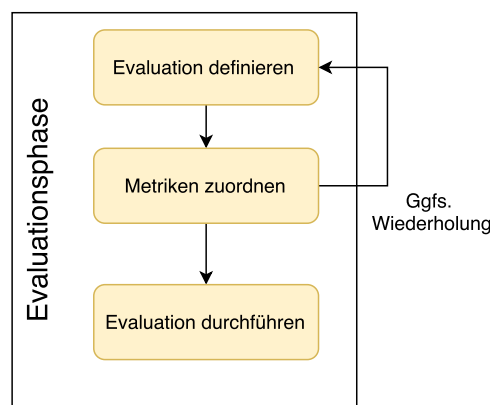 Evaluationsphase
Evaluation definieren
Metriken zuordnen
Ggfs.
Wiederholung
Evaluation durchführen